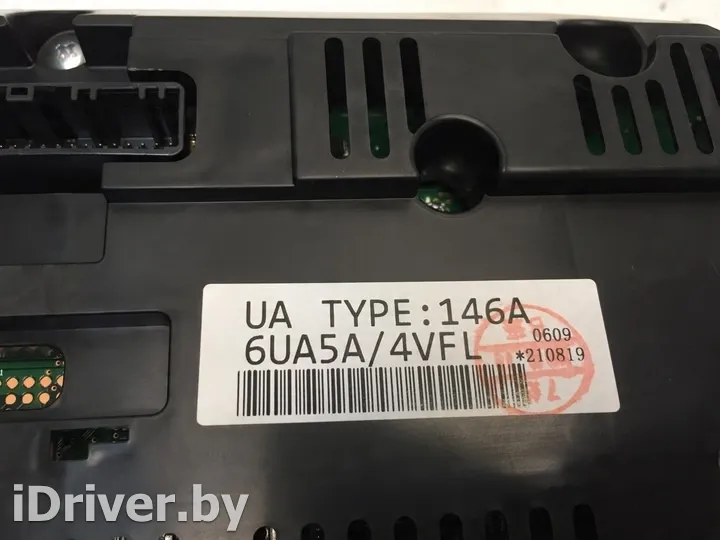 UA TYPE:146A
6UA5A/4VFL
0609
*210819
iDriver.by